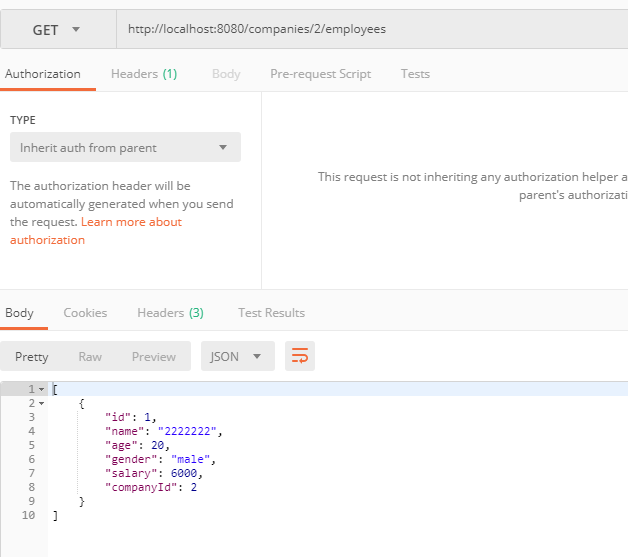 GET http://localhost:8080/companies/2/employees
Authorization Headers (1) Body Pre-request Script Tests
TYPE
Inherit auth from parent
The authorization header will be
automatically generated when you send
the request. Learn more about
authorization
This request is not inheriting any authorization helper a
parent's authorizati
Body Cookies Headers (3) Test Results
Pretty Raw Preview JSON
1 [
2 {
3 "id": 1,
4 "name": "2222222",
5 "age": 20,
6 "gender": "male",
7 "salary": 6000,
8 "companyId": 2
9 }
10 ]